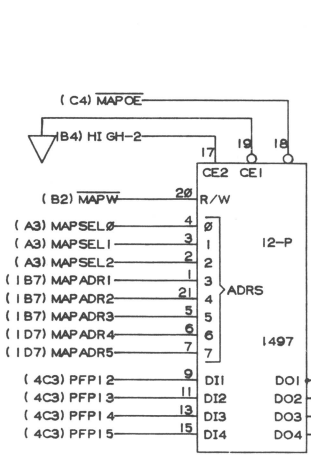 (C4) MAPOE
(B4) HIGH-2
17 19 18
CE2 CE1
(B2) MAPW 20 R/W
(A3) MAPSEL0 4 0
(A3) MAPSEL1 3 1 12-P
(A3) MAPSEL2 2 2
(1B7) MAPADR1 1 3
ADRS
(1B7) MAPADR2 21 4
(1B7) MAPADR3 5 5
(1D7) MAPADR4 6 6 1497
(1D7) MAPADR5 7 7
(4C3) PFP12 9 DI1 DO1
(4C3) PFP13 11 DI2 DO2
(4C3) PFP14 13 DI3 DO3
(4C3) PFP15 15 DI4 DO4